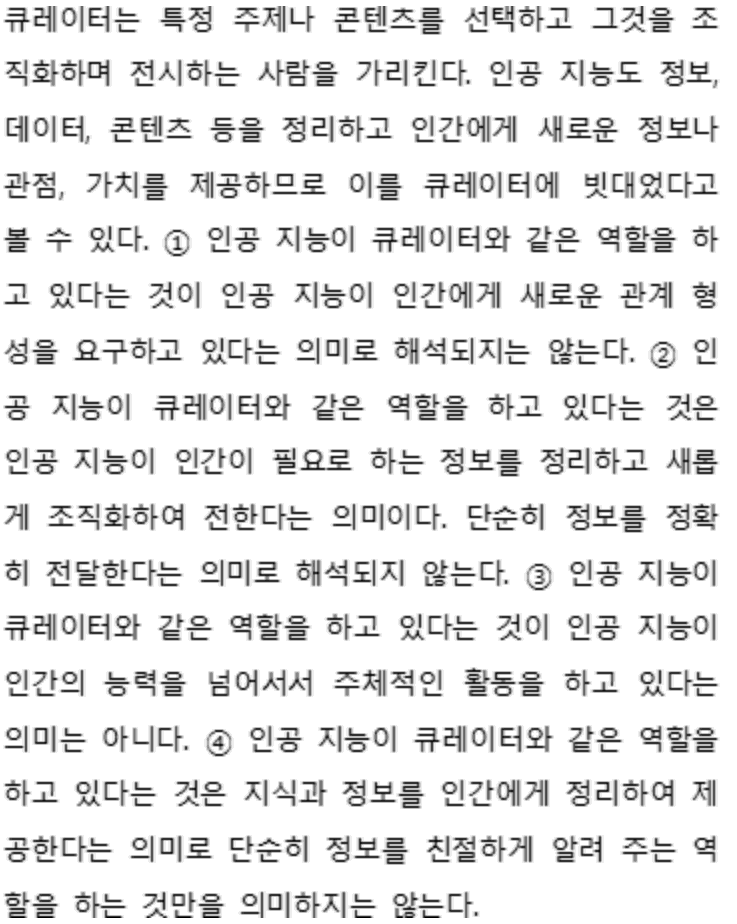 큐레이터는 특정 주제나 콘텐츠를 선택하고 그것을 조
직화하며 전시하는 사람을 가리킨다. 인공 지능도 정보,
데이터, 콘텐츠 등을 정리하고 인간에게 새로운 정보나
관점, 가치를 제공하므로 이를 큐레이터에 빗대었다고
볼 수 있다. ① 인공 지능이 큐레이터와 같은 역할을 하
고 있다는 것이 인공 지능이 인간에게 새로운 관계 형
성을 요구하고 있다는 의미로 해석되지는 않는다. ② 인
공 지능이 큐레이터와 같은 역할을 하고 있다는 것은
인공 지능이 인간이 필요로 하는 정보를 정리하고 새롭
게 조직화하여 전한다는 의미이다. 단순히 정보를 정확
히 전달한다는 의미로 해석되지 않는다. ③ 인공 지능이
큐레이터와 같은 역할을 하고 있다는 것이 인공 지능이
인간의 능력을 넘어서서 주체적인 활동을 하고 있다는
의미는 아니다. ④ 인공 지능이 큐레이터와 같은 역할을
하고 있다는 것은 지식과 정보를 인간에게 정리하여 제
공한다는 의미로 단순히 정보를 친절하게 알려 주는 역
할을 하는 것만을 의미하지는 않는다.